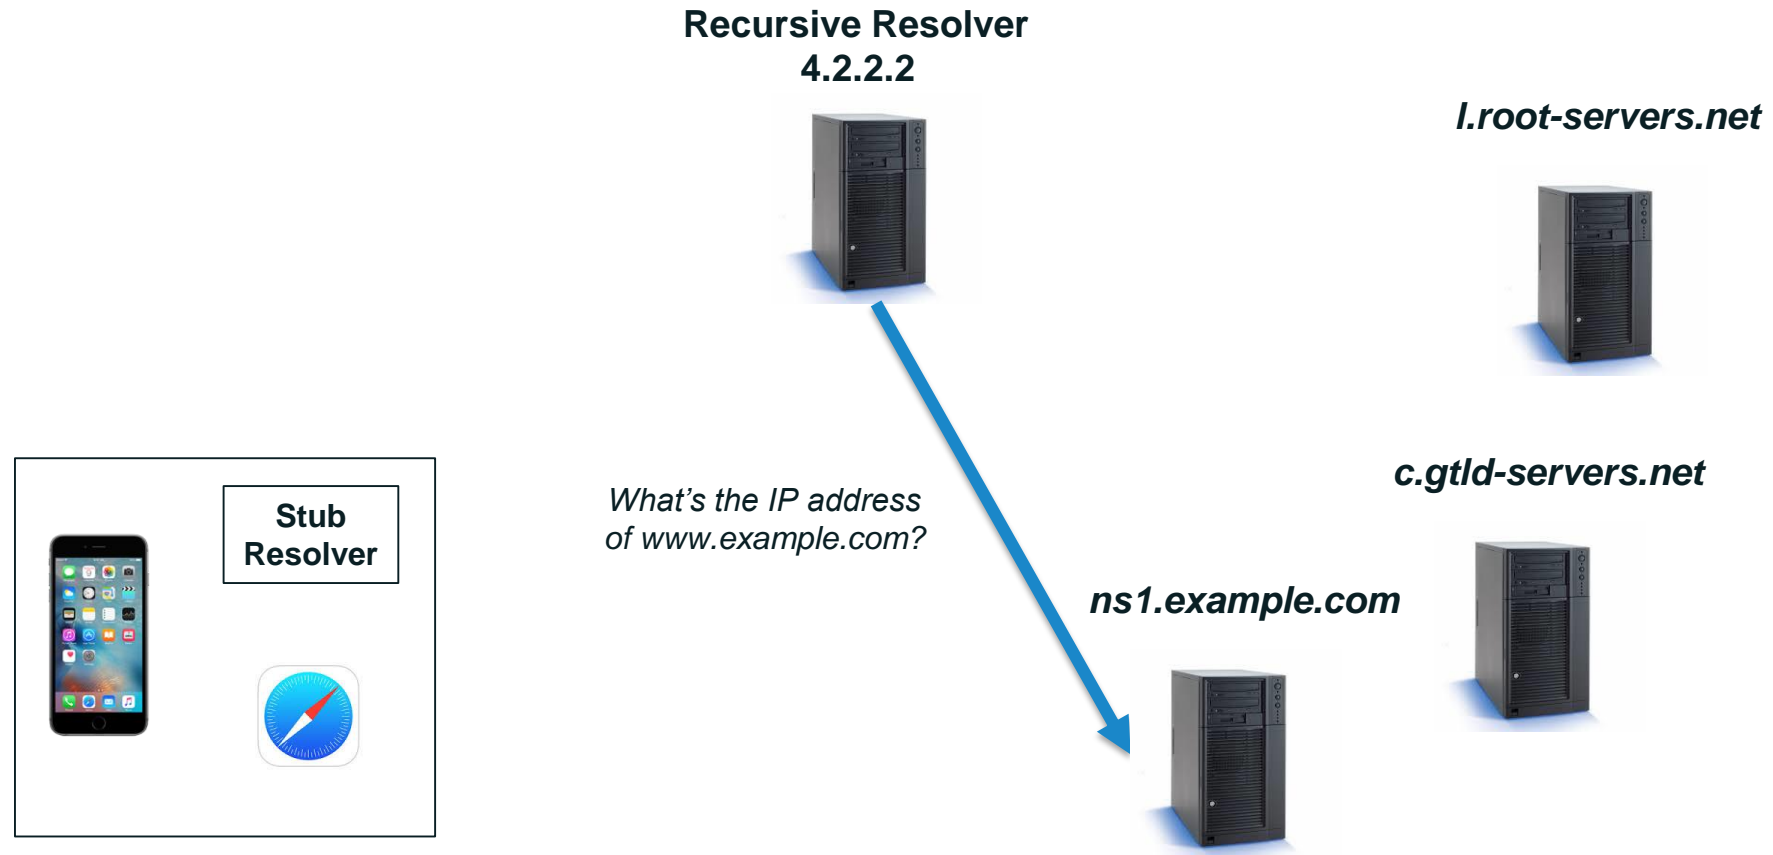 Recursive Resolver
4.2.2.2
l.root-servers.net
c.gtld-servers.net
Stub
Resolver
What’s the IP address
of www.example.com?
ns1.example.com